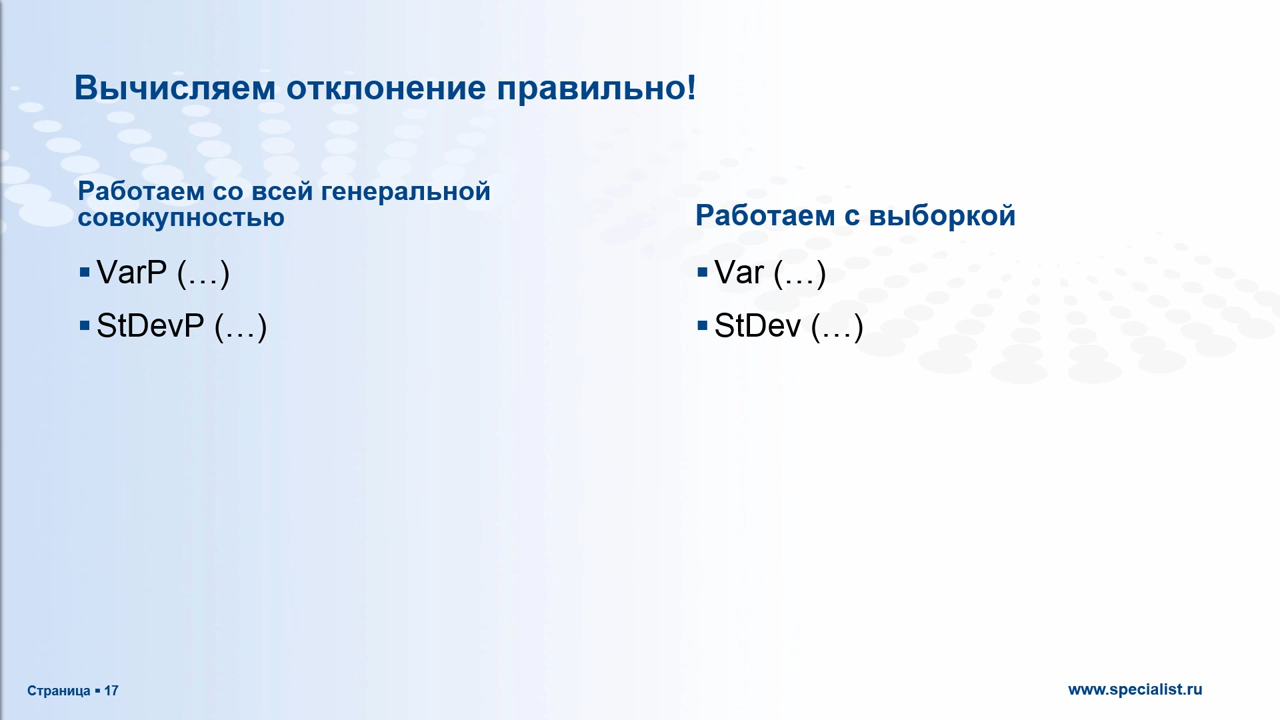 Вычисляем отклонение правильно!
Работаем со всей генеральной
совокупностью
▪ VarP (…)
▪ StDevP (…)
Работаем с выборкой
▪ Var (…)
▪ StDev (…)
Страница ▪ 17
www.specialist.ru